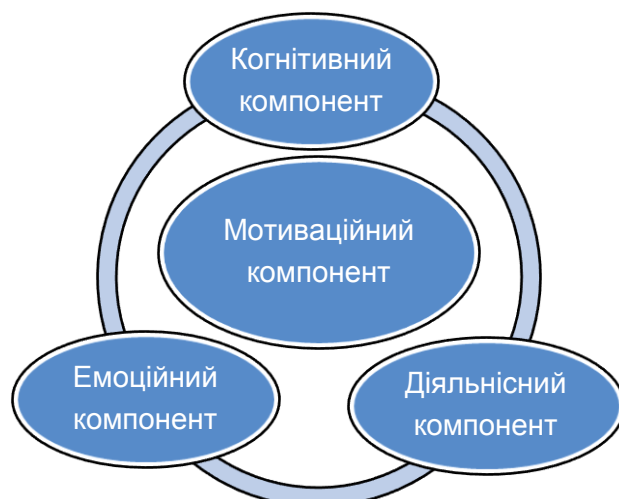 Когнітивний
компонент
Мотиваційний
компонент
Емоційний
компонент
Діяльнісний
компонент